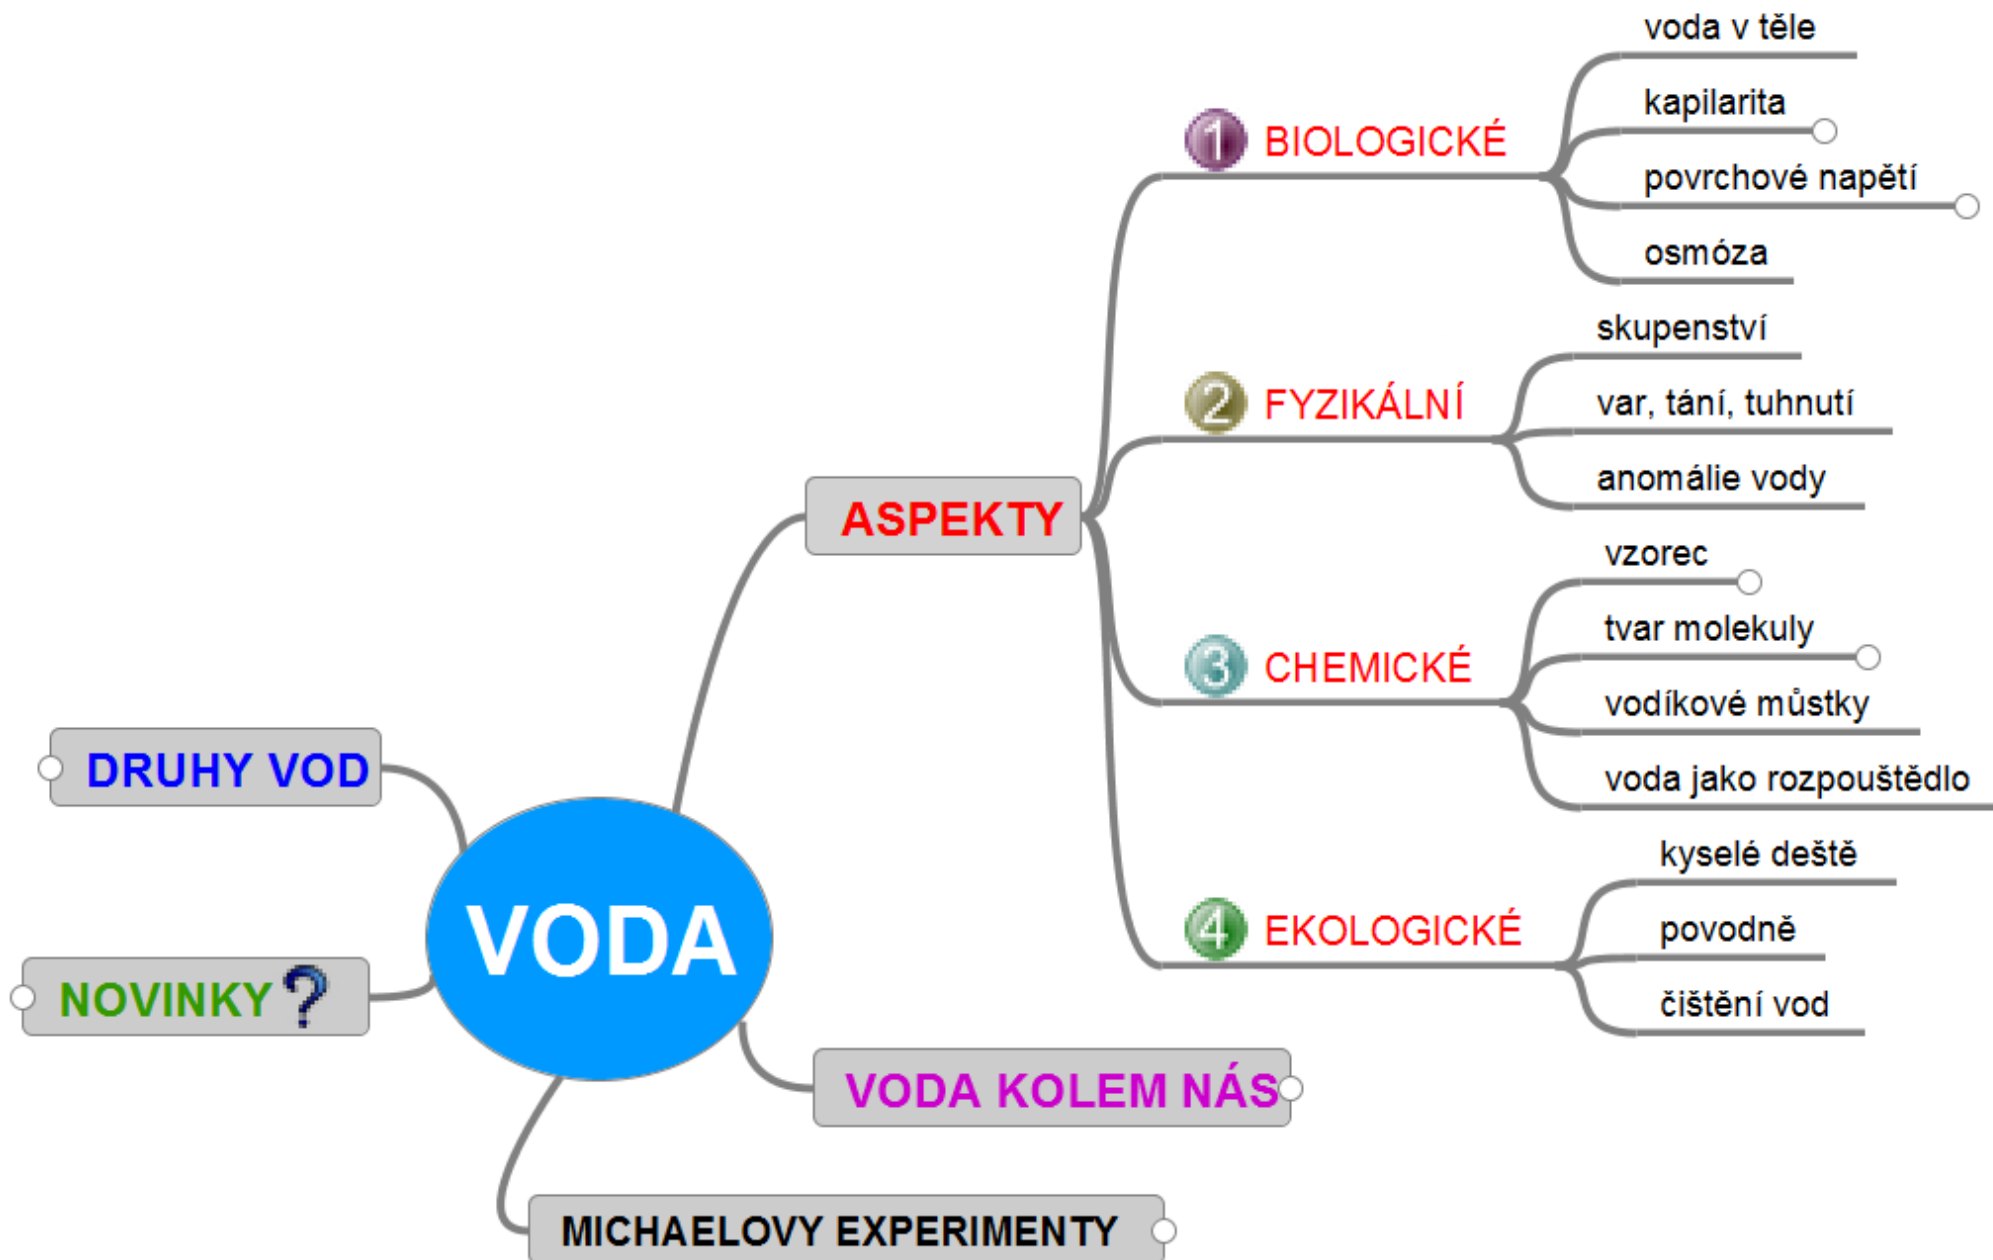 VODA
ASPEKTY
1 BIOLOGICKÉ
voda v těle
kapilarita
povrchové napětí
osmóza
2 FYZIKÁLNÍ
skupenství
var, tání, tuhnutí
anomálie vody
3 CHEMICKÉ
vzorec
tvar molekuly
vodíkové můstky
voda jako rozpouštědlo
4 EKOLOGICKÉ
kyselé deště
povodně
čištění vod
VODA KOLEM NÁS
MICHAELOVY EXPERIMENTY
NOVINKY ?
DRUHY VOD